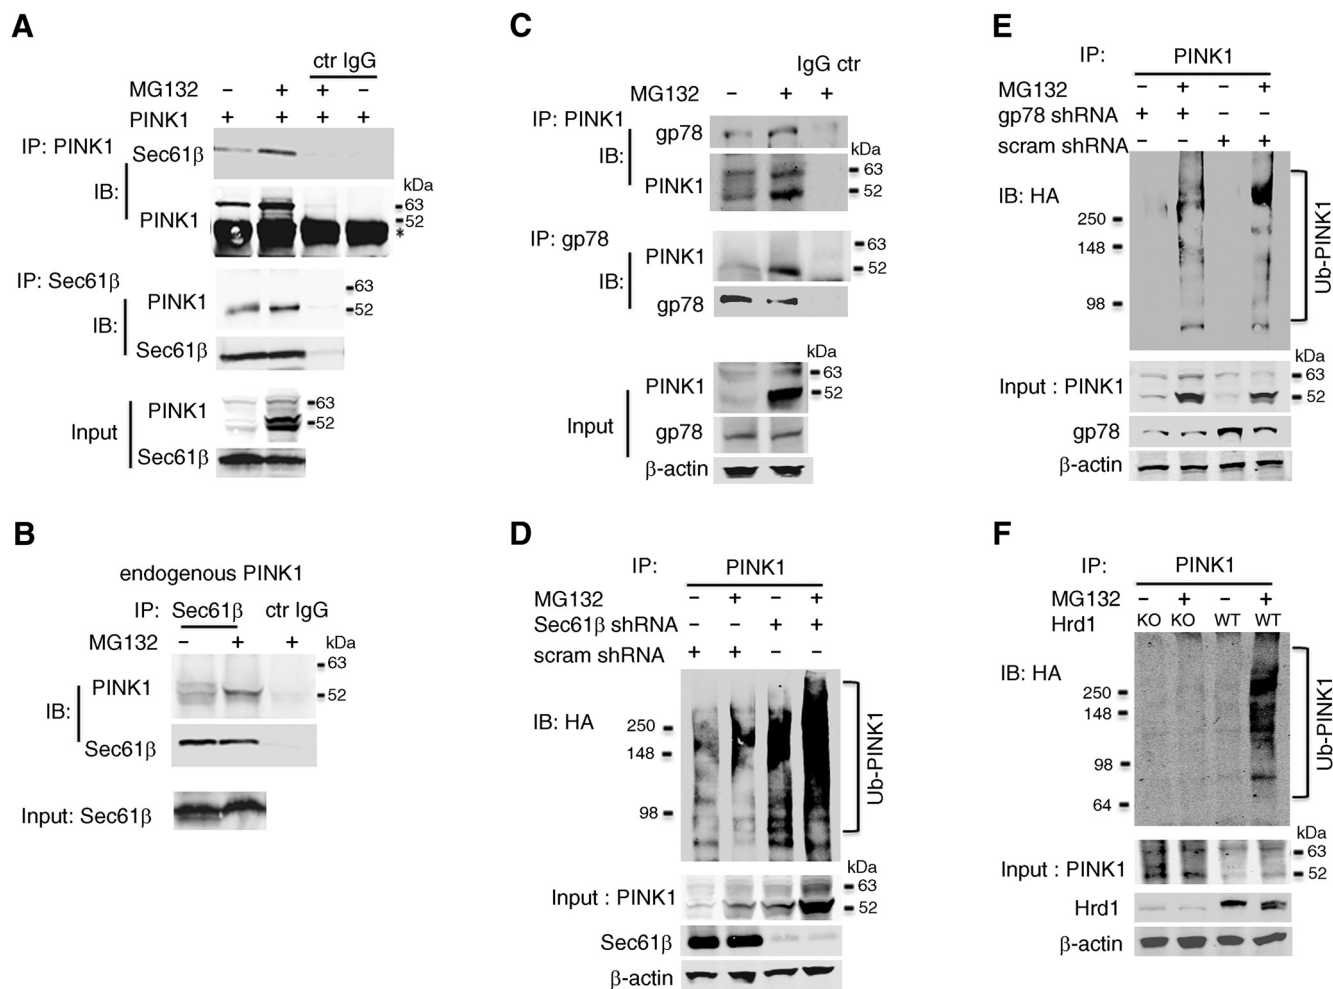 A
ctr IgG
MG132 – + + –
PINK1 + + + +
IP: PINK1
Sec61β
IB:
kDa
63
PINK1
52
*
IP: Sec61β
63
PINK1
52
IB:
Sec61β
63
PINK1
52
Input
Sec61β
B
endogenous PINK1
IP: Sec61β ctr IgG
MG132 – + +
kDa
63
PINK1
52
IB:
Sec61β
Input: Sec61β
C
IgG ctr
MG132 – + +
IP: PINK1
gp78
IB:
kDa
63
PINK1
52
IP: gp78
63
PINK1
52
IB:
gp78
kDa
63
PINK1
52
Input
gp78
β-actin
D
IP: PINK1
MG132 – + – +
Sec61β shRNA – – + +
scram shRNA + + – –
IB: HA
250
148
98
Ub-PINK1
kDa
63
Input : PINK1
52
Sec61β
β-actin
E
IP: PINK1
MG132 – + – +
gp78 shRNA + + – –
scram shRNA – – + +
IB: HA
250
148
98
Ub-PINK1
kDa
63
Input : PINK1
52
gp78
β-actin
F
IP: PINK1
MG132 – + – +
Hrd1 KO KO WT WT
IB: HA
250
148
98
64
Ub-PINK1
kDa
63
Input : PINK1
52
Hrd1
β-actin